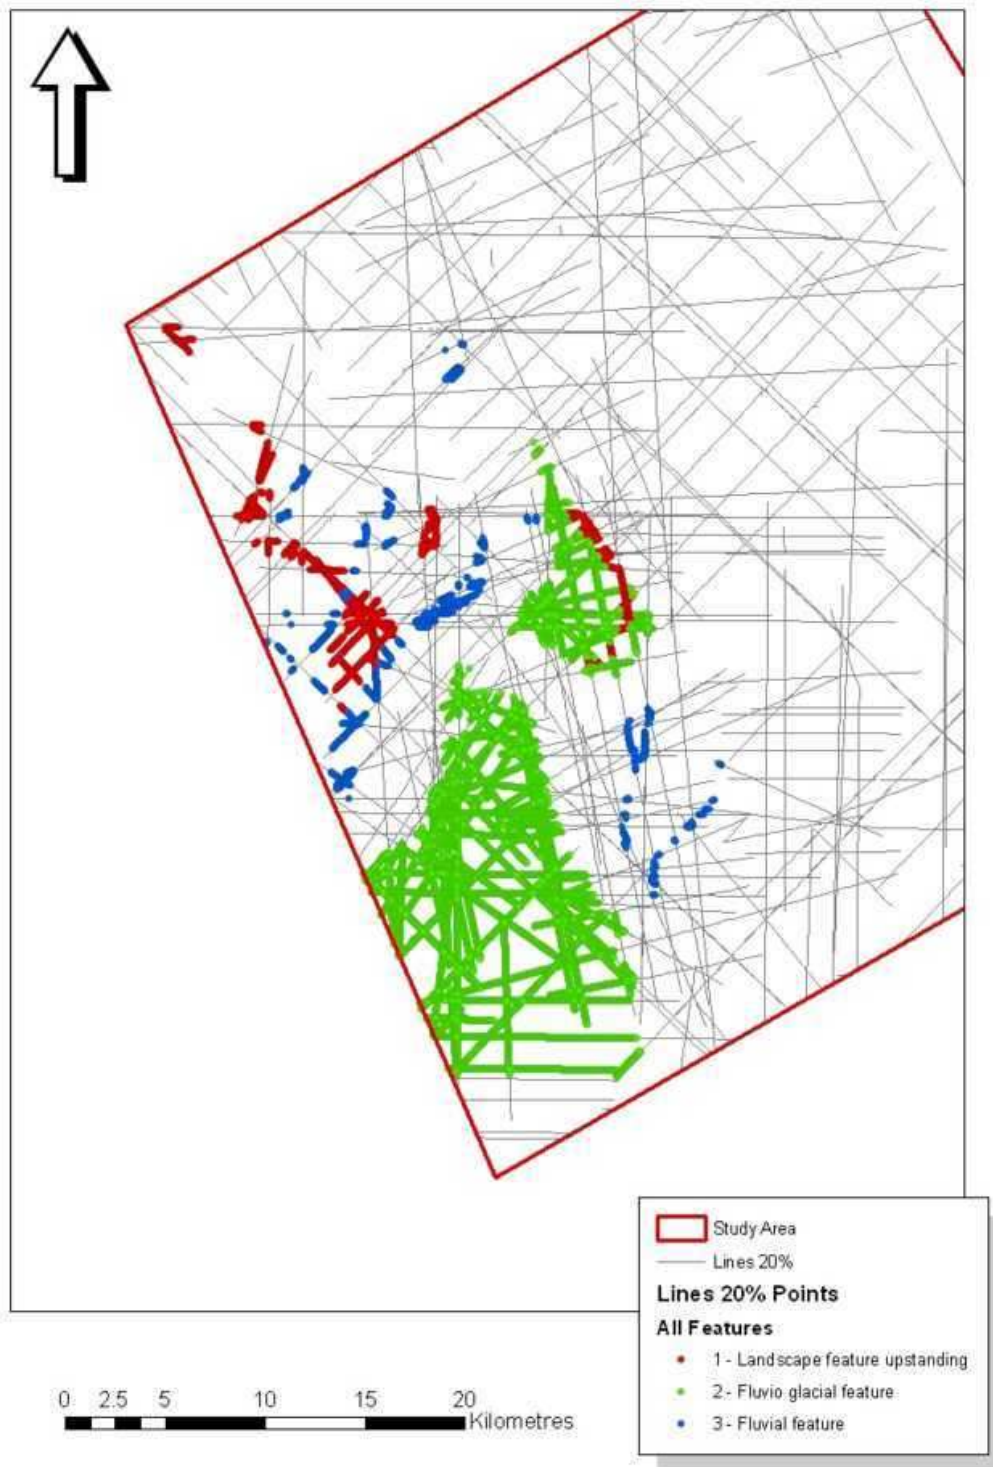 Study Area
Lines 20%
Lines 20% Points
All Features
1 - Landscape feature upstanding
2 - Fluvio glacial feature
3 - Fluvial feature
0 2.5 5 10 15 20
Kilometres